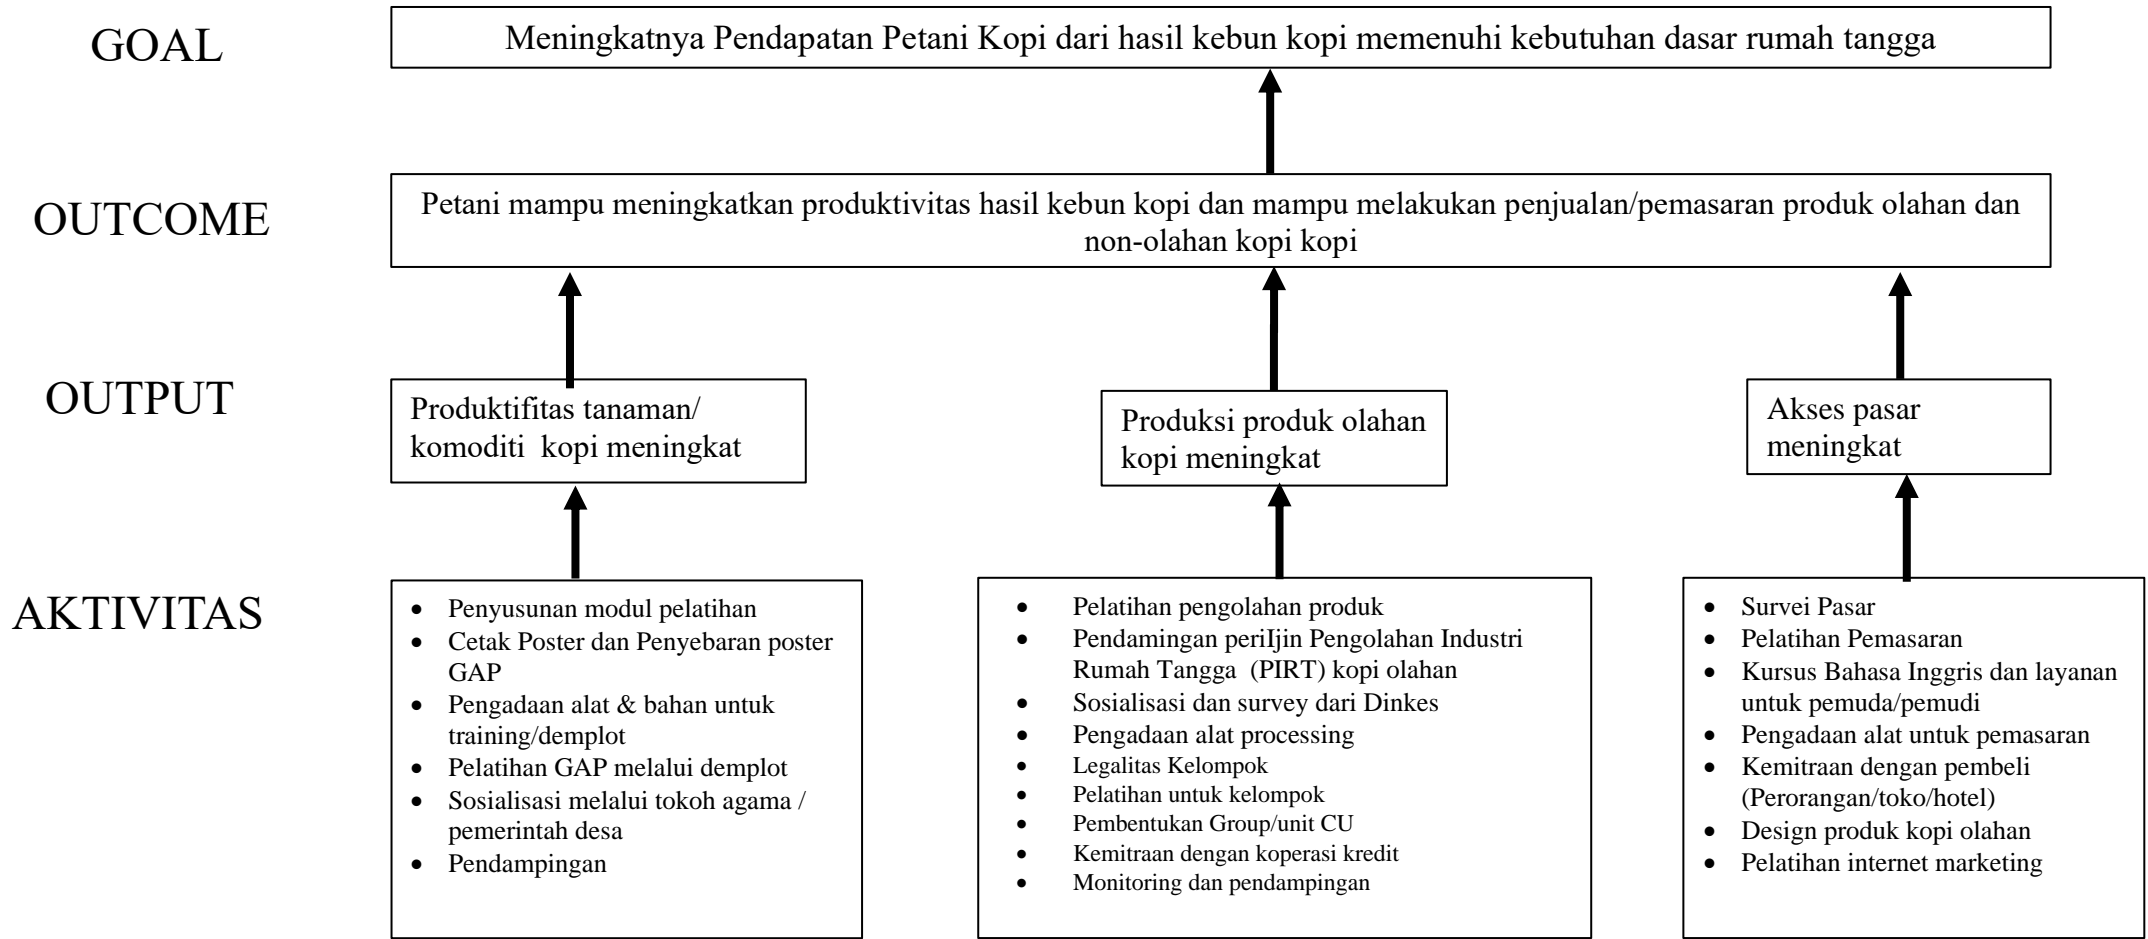 GOAL
Meningkatnya Pendapatan Petani Kopi dari hasil kebun kopi memenuhi kebutuhan dasar rumah tangga
OUTCOME
Petani mampu meningkatkan produktivitas hasil kebun kopi dan mampu melakukan penjualan/pemasaran produk olahan dan
non-olahan kopi kopi
OUTPUT
Produktifitas tanaman/
komoditi kopi meningkat
Produksi produk olahan
kopi meningkat
Akses pasar
meningkat
AKTIVITAS
• Penyusunan modul pelatihan
• Cetak Poster dan Penyebaran poster
GAP
• Pengadaan alat & bahan untuk
training/demplot
• Pelatihan GAP melalui demplot
• Sosialisasi melalui tokoh agama /
pemerintah desa
• Pendampingan
• Pelatihan pengolahan produk
• Pendamingan periIjin Pengolahan Industri
Rumah Tangga (PIRT) kopi olahan
• Sosialisasi dan survey dari Dinkes
• Pengadaan alat processing
• Legalitas Kelompok
• Pelatihan untuk kelompok
• Pembentukan Group/unit CU
• Kemitraan dengan koperasi kredit
• Monitoring dan pendampingan
• Survei Pasar
• Pelatihan Pemasaran
• Kursus Bahasa Inggris dan layanan
untuk pemuda/pemudi
• Pengadaan alat untuk pemasaran
• Kemitraan dengan pembeli
(Perorangan/toko/hotel)
• Design produk kopi olahan
• Pelatihan internet marketing